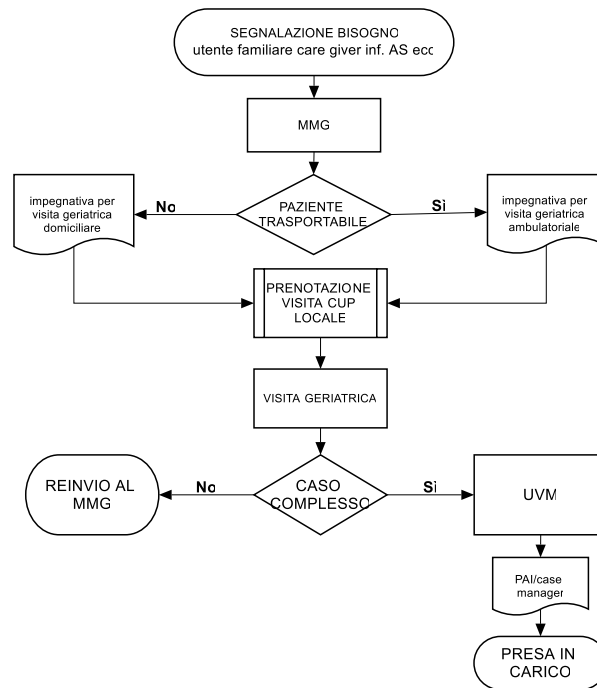 SEGNALAZIONE BISOGNO
utente familiare care giver inf. AS ecc
MMG
PAZIENTE
TRASPORTABILE
No
Sì
impegnativa per
visita geriatrica
domiciliare
impegnativa per
visita geriatrica
ambulatoriale
PRENOTAZIONE
VISITA CUP
LOCALE
VISITA GERIATRICA
CASO
COMPLESSO
No
Sì
REINVIO AL
MMG
UVM
PAI/case
manager
PRESA IN
CARICO